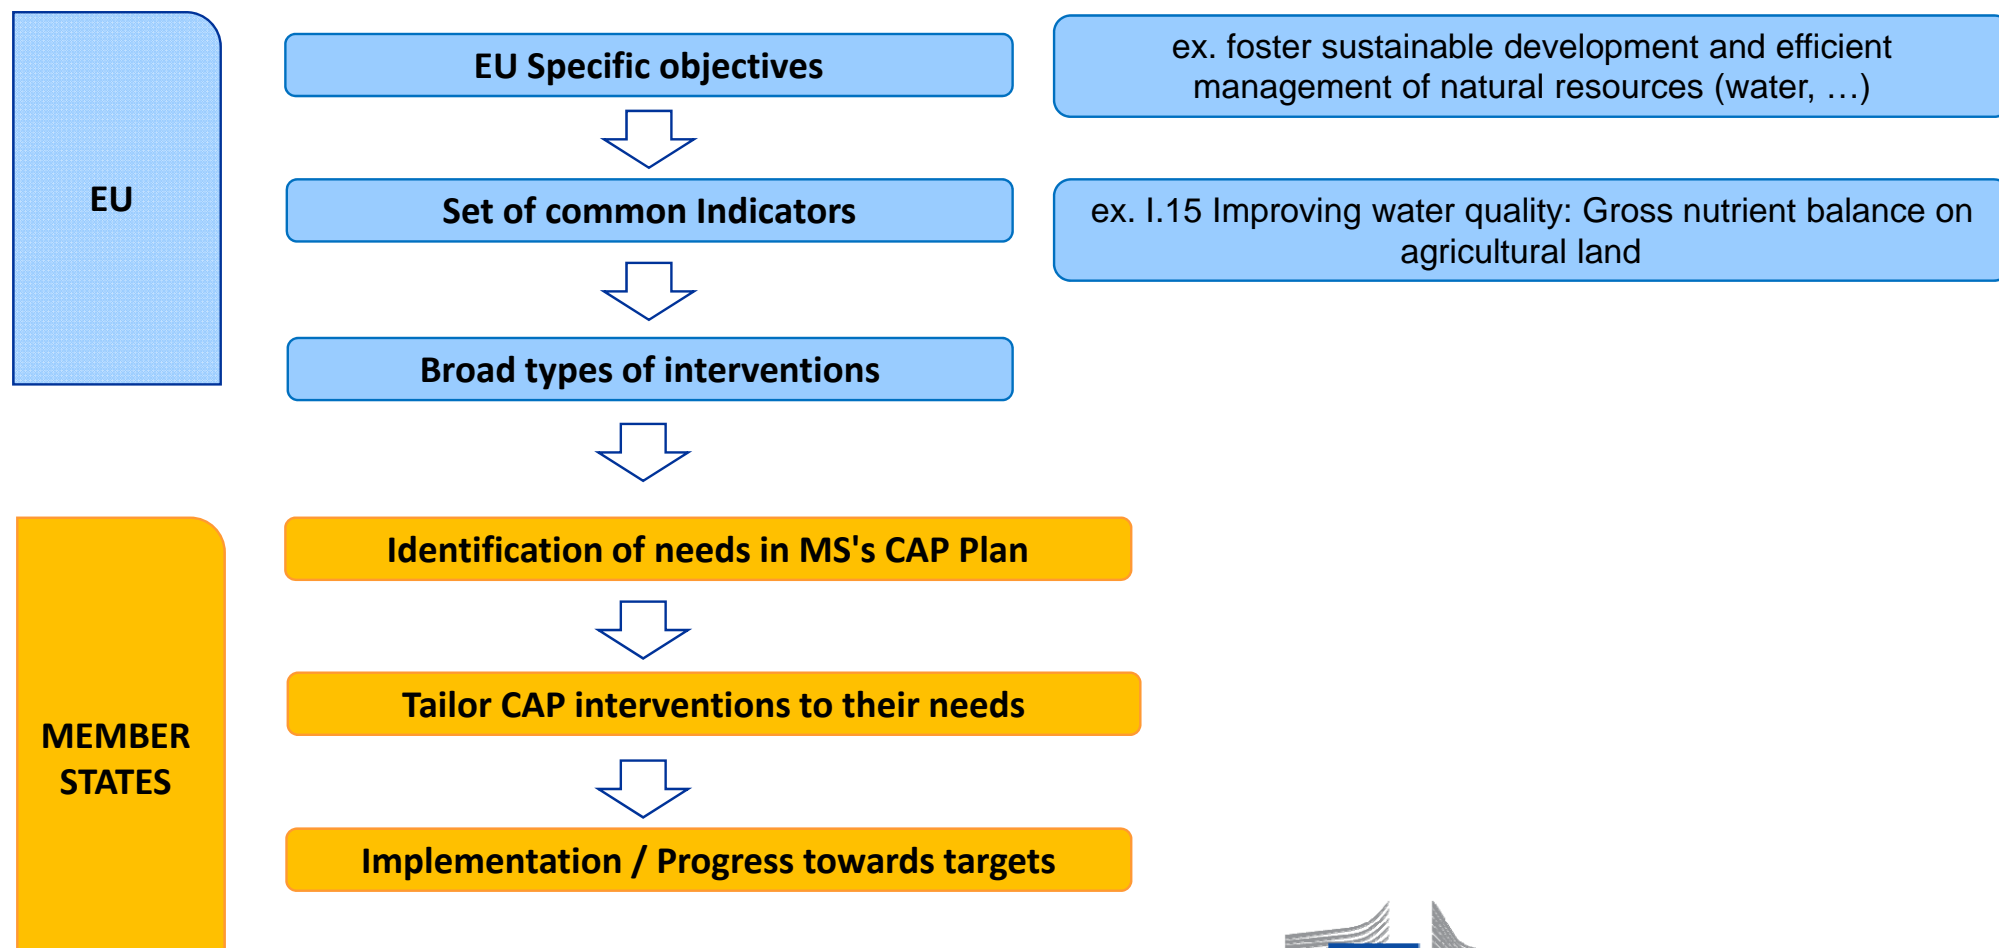 EU
EU Specific objectives
ex. foster sustainable development and efficient
management of natural resources (water, …)
Set of common Indicators
ex. I.15 Improving water quality: Gross nutrient balance on
agricultural land
Broad types of interventions
MEMBER
STATES
Identification of needs in MS's CAP Plan
Tailor CAP interventions to their needs
Implementation / Progress towards targets